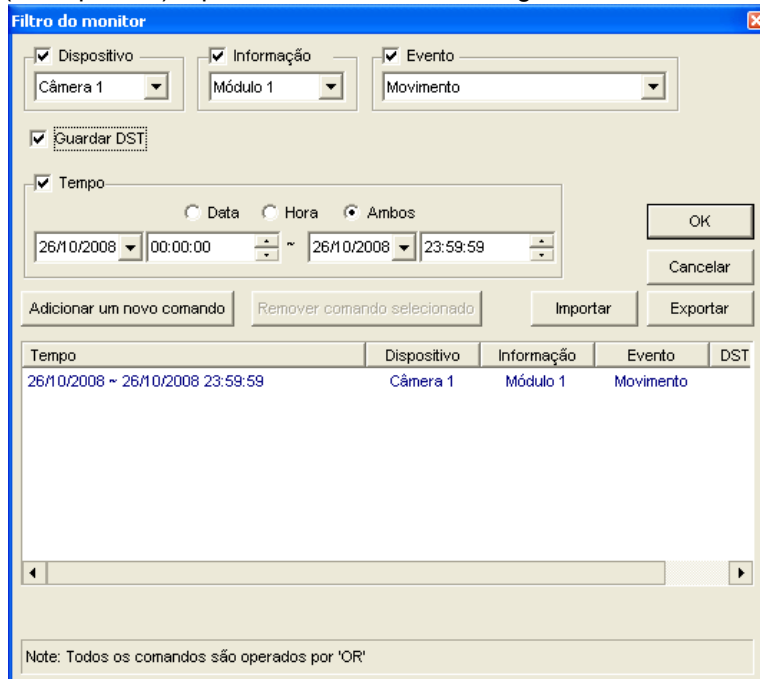 Filtro do monitor
Dispositivo Informação Evento
Câmera 1 Módulo 1 Movimento
Guardar DST
Tempo
Data Hora Ambos
26/10/2008 00:00:00 ~ 26/10/2008 23:59:59
OK
Cancelar
Adicionar um novo comando Remover comando selecionado Importar Exportar
Tempo Dispositivo Informação Evento DST
26/10/2008 ~ 26/10/2008 23:59:59 Câmera 1 Módulo 1 Movimento
Note: Todos os comandos são operados por 'OR'